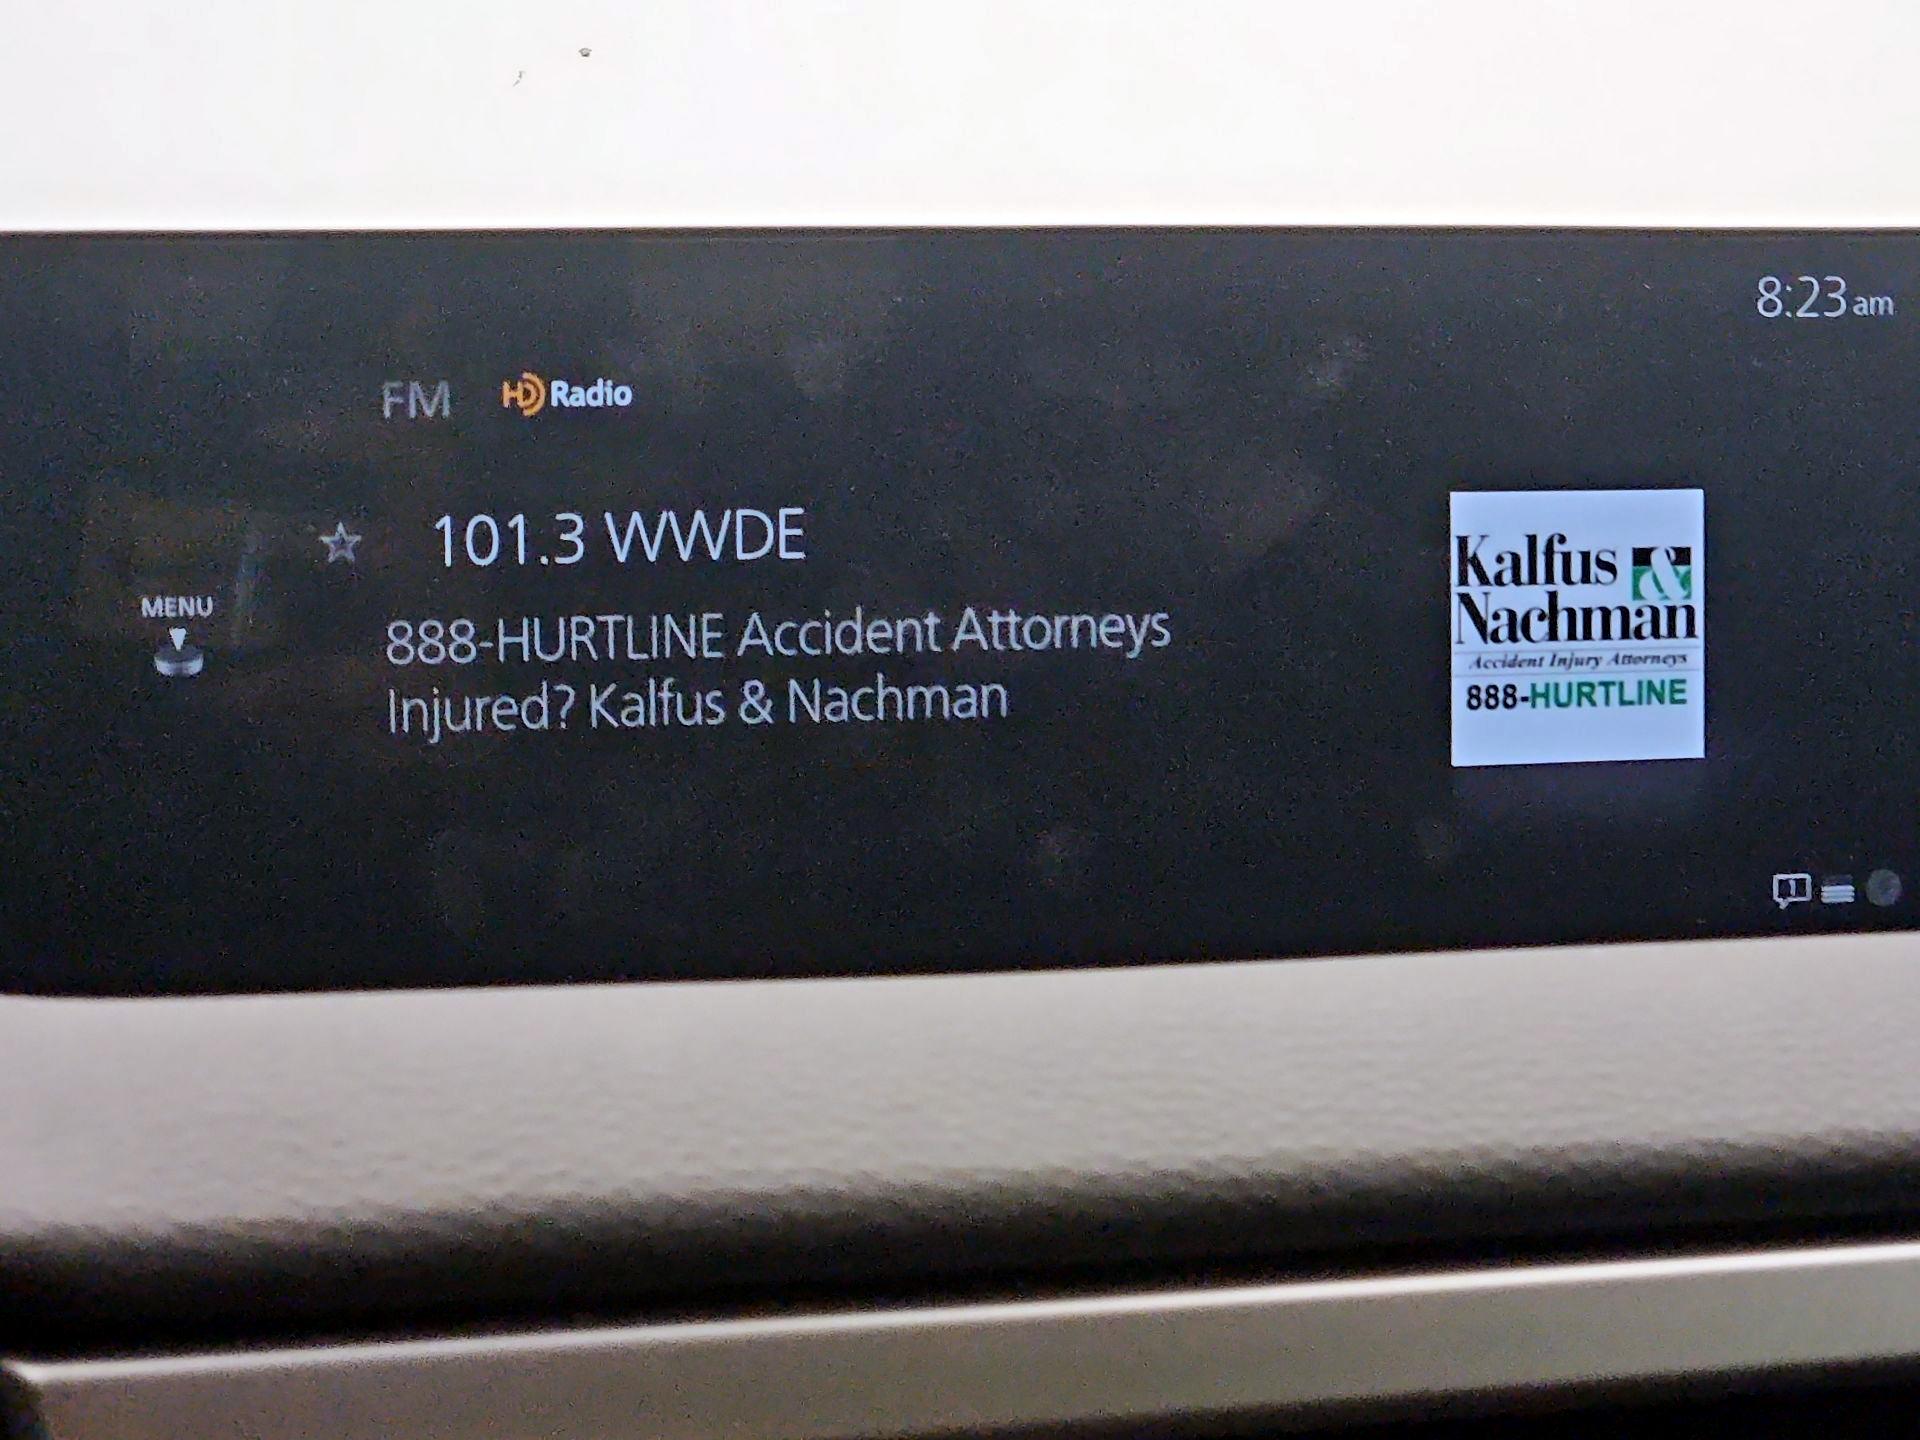 8:23 am
FM HD Radio
101.3 WWDE
MENU
888-HURTLINE Accident Attorneys
Injured? Kalfus & Nachman
Kalfus &
Nachman
Accident Injury Attorneys
888-HURTLINE
1